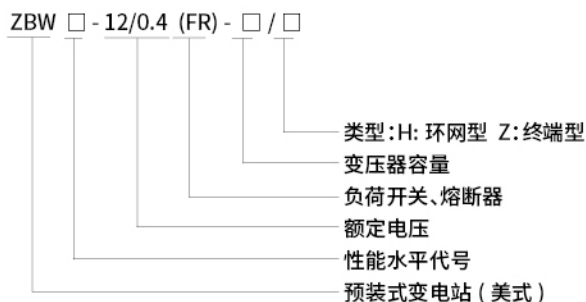 ZBW □ - 12/0.4 (FR) - □ / □
类型：H: 环网型 Z：终端型
变压器容量
负荷开关、熔断器
额定电压
性能水平代号
预装式变电站 ( 美式 )